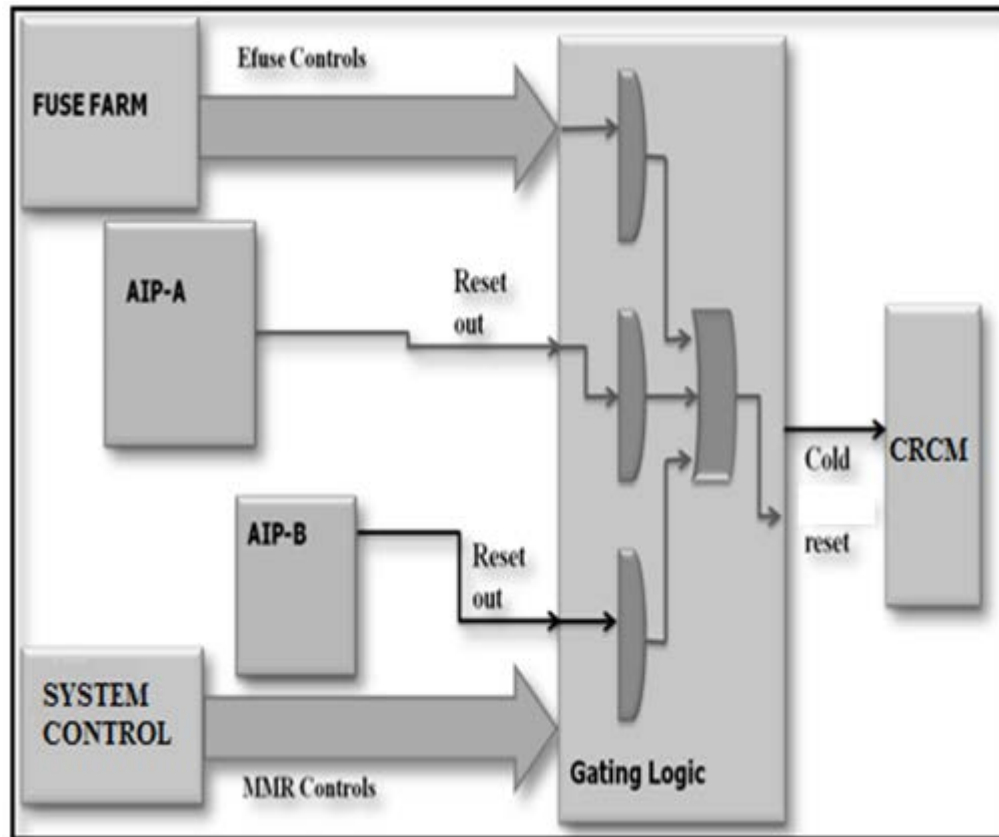 Efuse Controls
FUSE FARM
AIP-A
Reset
out
AIP-B
Reset
out
Cold
reset
CRCM
SYSTEM
CONTROL
MMR Controls
Gating Logic